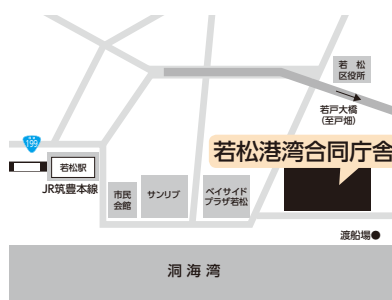 若松
区役所
若戸大橋
(至戸畑)
199
若松港湾合同庁舎
若松駅
JR筑豊本線
市民
会館
サンリブ
ベイサイド
プラザ若松
渡船場●
洞海湾